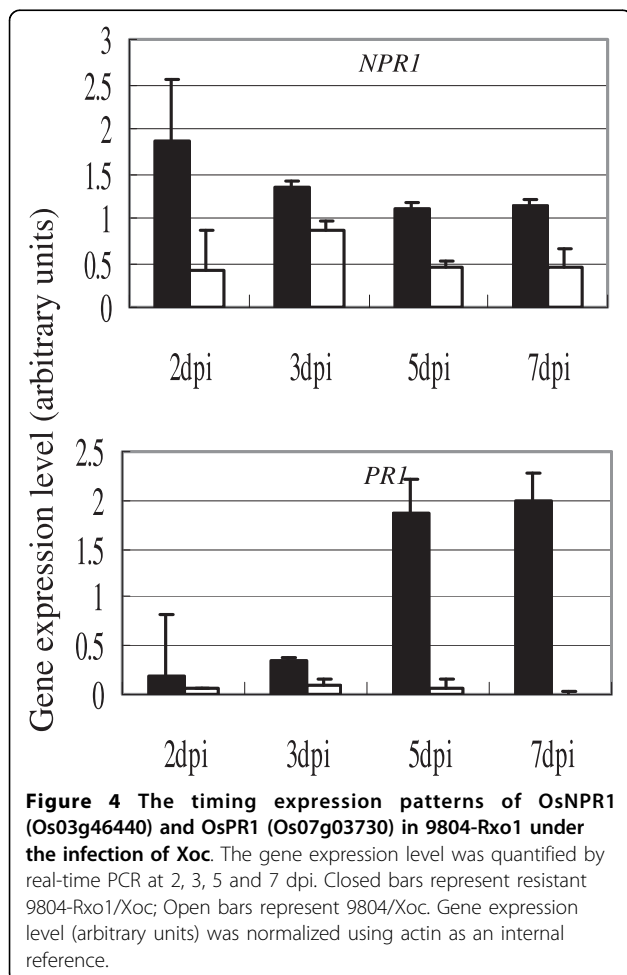 Gene expression level (arbitrary units)
3
NPR1
2.5
2
1.5
1
0.5
0
2dpi 3dpi 5dpi 7dpi
2.5
PR1
2
1.5
1
0.5
0
2dpi 3dpi 5dpi 7dpi
Figure 4 The timing expression patterns of OsNPR1
(Os03g46440) and OsPR1 (Os07g03730) in 9804-Rxo1 under
the infection of Xoc. The gene expression level was quantified by
real-time PCR at 2, 3, 5 and 7 dpi. Closed bars represent resistant
9804-Rxo1/Xoc; Open bars represent 9804/Xoc. Gene expression
level (arbitrary units) was normalized using actin as an internal
reference.